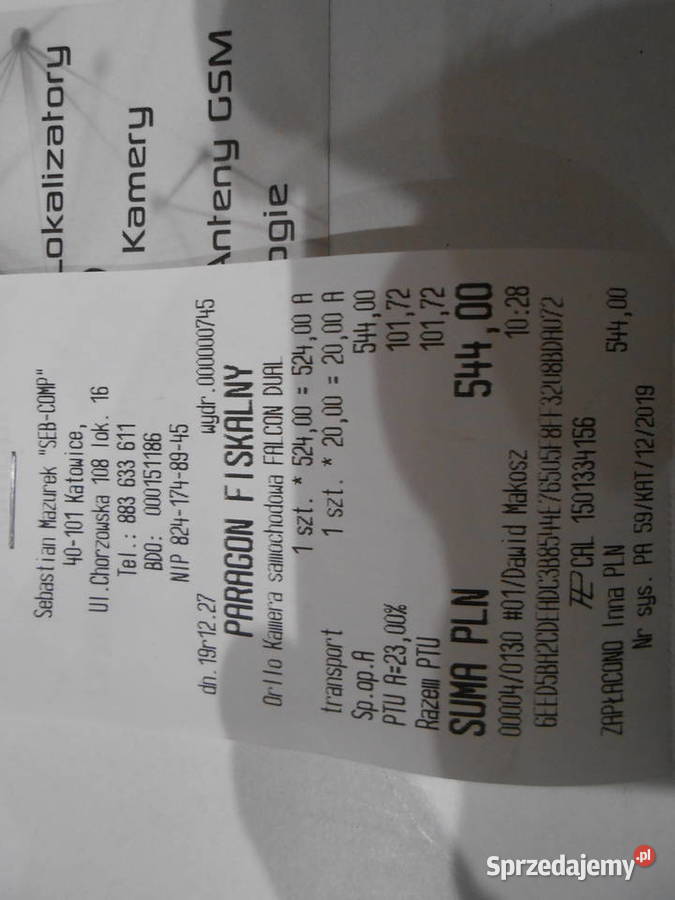 Lokalizatory
Kamery
Anteny GSM
ogie
Sebastian Mazurek "SEB-COMP"
40-101 Katowice,
Ul.Chorzowska 108 lok. 16
Tel.: 883 633 611
BDO: 000151186
NIP 824-174-89-45
dn.19r12.27 wydr.000000745
PARAGON FISKALNY
Orllo Kamera samochodowa FALCON DUAL
1 szt. * 524,00 = 524,00 A
transport 1 szt. * 20,00 = 20,00 A
Sp.op.A 544,00
PTU A=23,00% 101,72
Razem PTU 101,72
SUMA PLN 544,00
00004/0130 #01/Dawid Makosz 10:28
CAL 1501334156
ZAPŁACONO Inna PLN 544,00
Nr sys. PA 59/KAT/12/2019
Sprzedajemy.pl